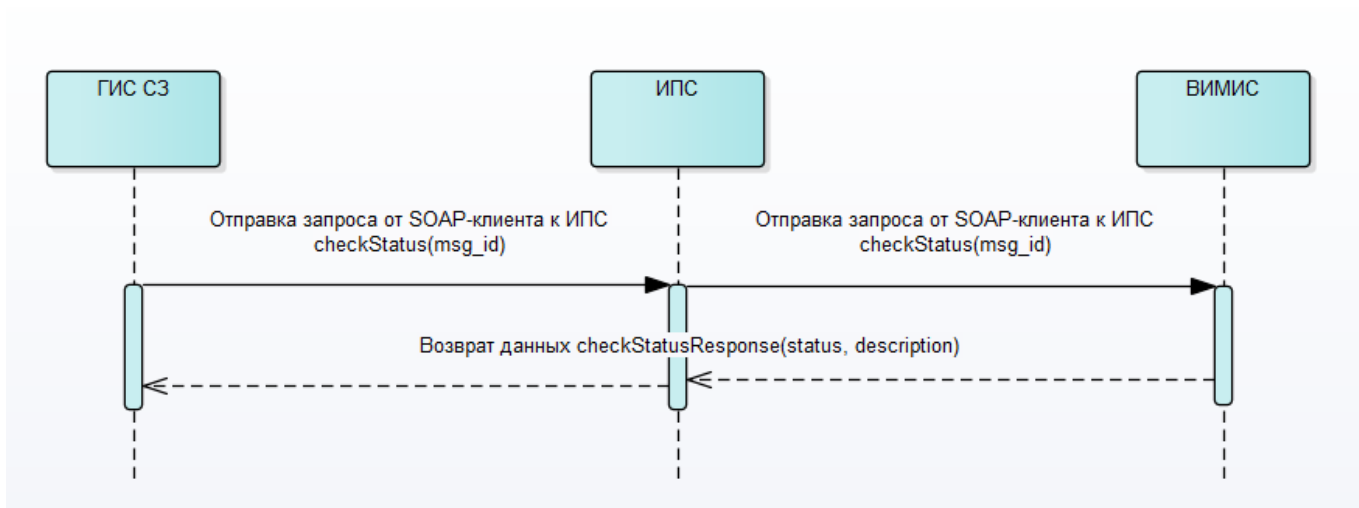 ГИС СЗ
ИПС
ВИМИС
Отправка запроса от SOAP-клиента к ИПС
checkStatus(msg_id)
Отправка запроса от SOAP-клиента к ИПС
checkStatus(msg_id)
Возврат данных checkStatusResponse(status, description)